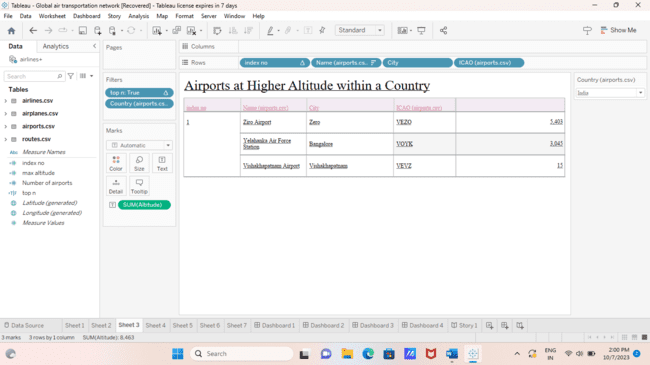 Tableau - Global air transportation network [Recovered] - Tableau license expires in 7 days
File Data Worksheet Dashboard Story Analysis Map Format Server Window Help
Standard
Show Me
Data Analytics
airlines+
Search
Tables
airlines.csv
airplanes.csv
airports.csv
routes.csv
Abc Measure Names
index no
max altitude
Number of airports
top n
Latitude (generated)
Longitude (generated)
Measure Values
Pages
Filters
top n: True
Country (airports.cs..
Marks
Automatic
Color Size Text
Detail Tooltip
SUM(Altitude)
Columns
Rows index no Name (airports.cs.. City ICAO (airports.csv)
Airports at Higher Altitude within a Country
index no Name (airports.csv) City ICAO (airports.csv)
1 Ziro Airport Zero VEZO 5,403
Yelahanka Air Force Station Bangalore VOYK 3,045
Vishakhapatnam Airport Vishakhapatnam VEVZ 15
Country (airports.csv)
India
Data Source Sheet 1 Sheet 2 Sheet 3 Sheet 4 Sheet 5 Sheet 6 Sheet 7 Dashboard 1 Dashboard 2 Dashboard 3 Dashboard 4 Story 1
3 marks 3 rows by 1 column SUM(Altitude): 8,463
Search
ENG
IN
2:00 PM
10/7/2023